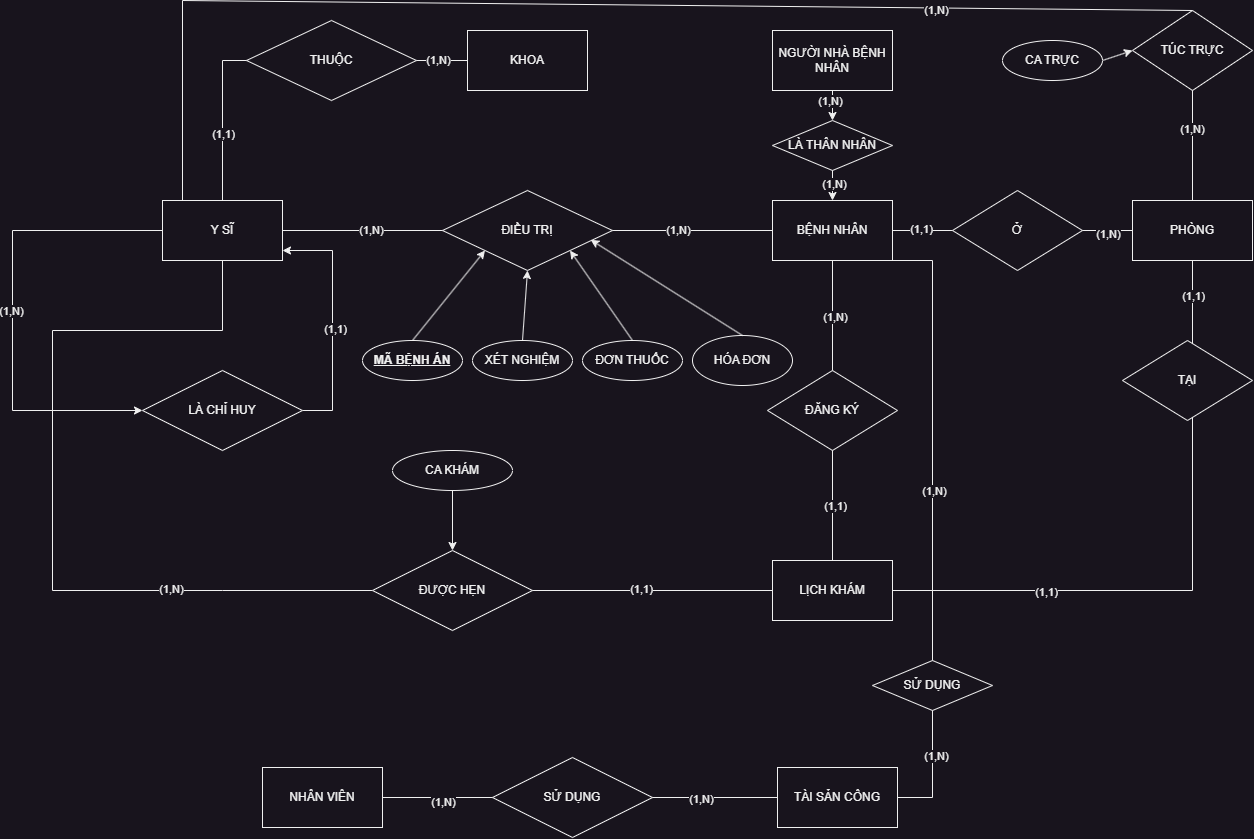 (1,N)
THUỘC
(1,N)
KHOA
NGƯỜI NHÀ BỆNH
NHÂN
CA TRỰC
TÚC TRỰC
(1,N)
(1,1)
(1,N)
LÀ THÂN NHÂN
(1,N)
Y SĨ
(1,N)
ĐIỀU TRỊ
(1,N)
BỆNH NHÂN
(1,1)
Ở
(1,N)
PHÒNG
(1,N)
(1,1)
(1,N)
(1,1)
MÃ BỆNH ÁN
XÉT NGHIỆM
ĐƠN THUỐC
HÓA ĐƠN
TẠI
LÀ CHỈ HUY
ĐĂNG KÝ
CA KHÁM
(1,N)
(1,1)
(1,N)
ĐƯỢC HẸN
(1,1)
LỊCH KHÁM
(1,1)
SỬ DỤNG
(1,N)
NHÂN VIÊN
(1,N)
SỬ DỤNG
(1,N)
TÀI SẢN CÔNG